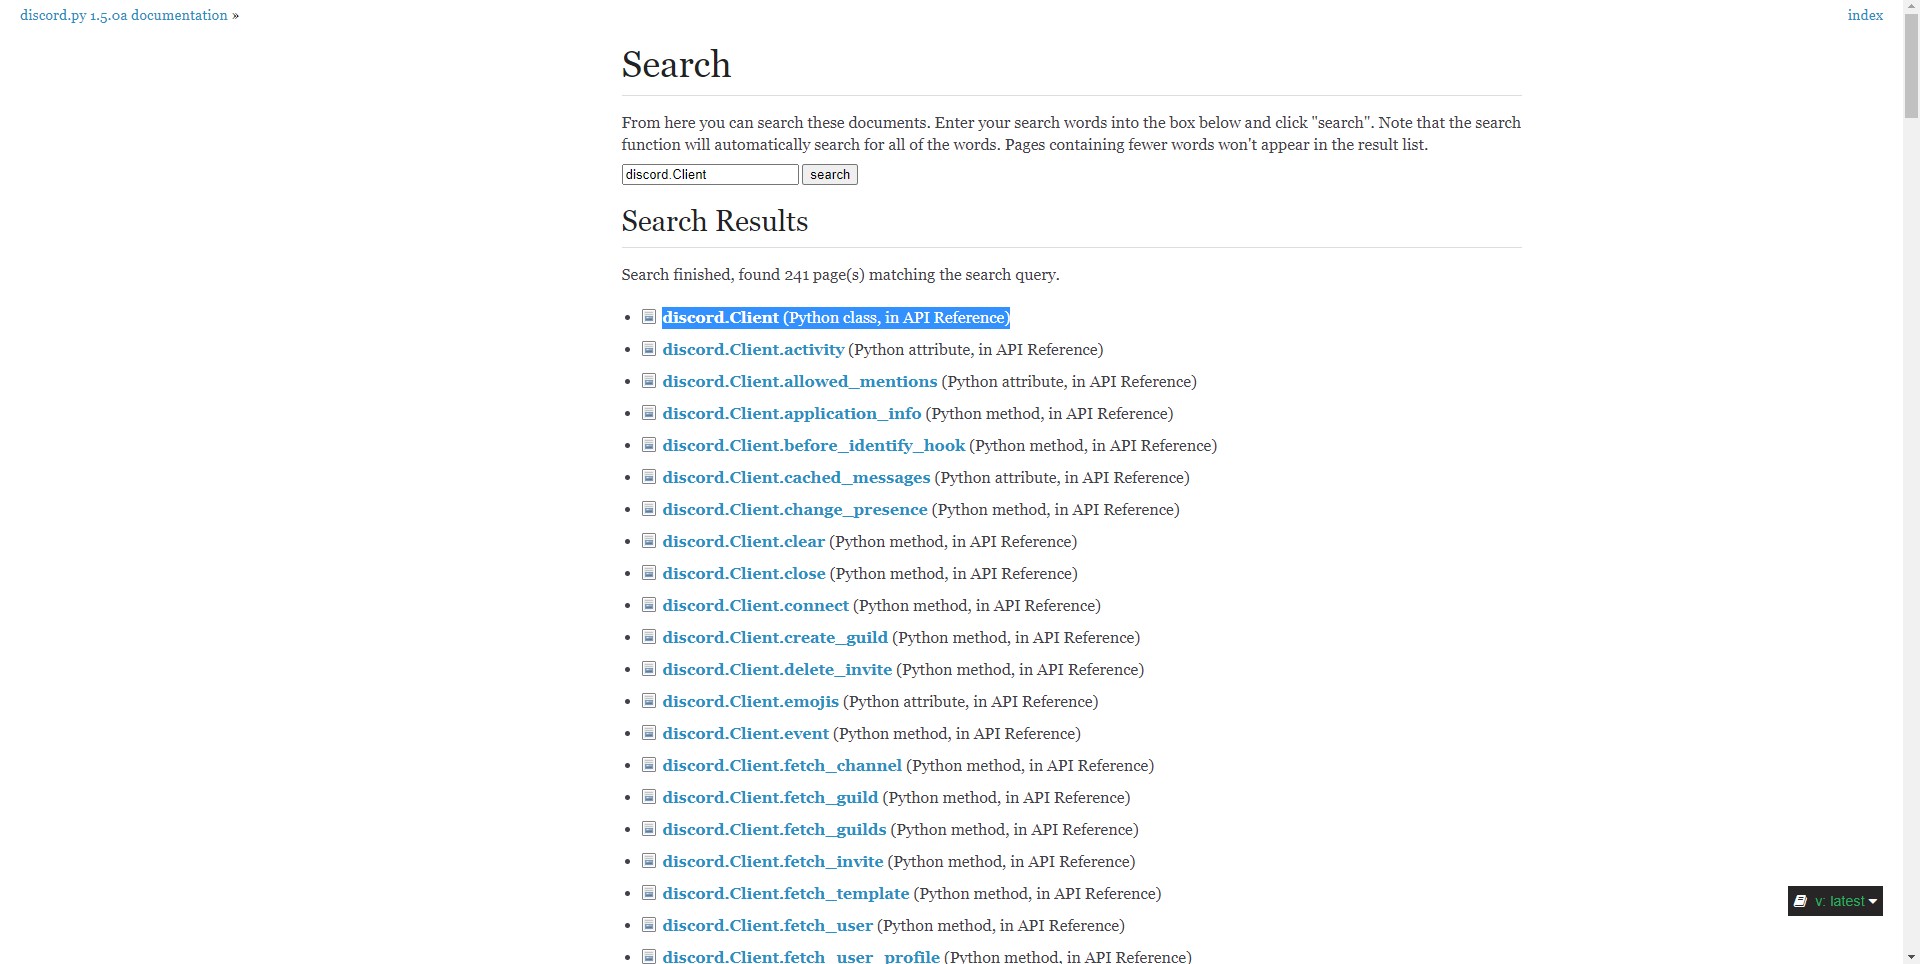 discord.py 1.5.0a documentation »
index
Search
From here you can search these documents. Enter your search words into the box below and click "search". Note that the search
function will automatically search for all of the words. Pages containing fewer words won't appear in the result list.
discord.Client search
Search Results
Search finished, found 241 page(s) matching the search query.
discord.Client (Python class, in API Reference)
discord.Client.activity (Python attribute, in API Reference)
discord.Client.allowed_mentions (Python attribute, in API Reference)
discord.Client.application_info (Python method, in API Reference)
discord.Client.before_identify_hook (Python method, in API Reference)
discord.Client.cached_messages (Python attribute, in API Reference)
discord.Client.change_presence (Python method, in API Reference)
discord.Client.clear (Python method, in API Reference)
discord.Client.close (Python method, in API Reference)
discord.Client.connect (Python method, in API Reference)
discord.Client.create_guild (Python method, in API Reference)
discord.Client.delete_invite (Python method, in API Reference)
discord.Client.emojis (Python attribute, in API Reference)
discord.Client.event (Python method, in API Reference)
discord.Client.fetch_channel (Python method, in API Reference)
discord.Client.fetch_guild (Python method, in API Reference)
discord.Client.fetch_guilds (Python method, in API Reference)
discord.Client.fetch_invite (Python method, in API Reference)
discord.Client.fetch_template (Python method, in API Reference)
v: latest
discord.Client.fetch_user (Python method, in API Reference)
discord.Client.fetch_user_profile (Python method, in API Reference)